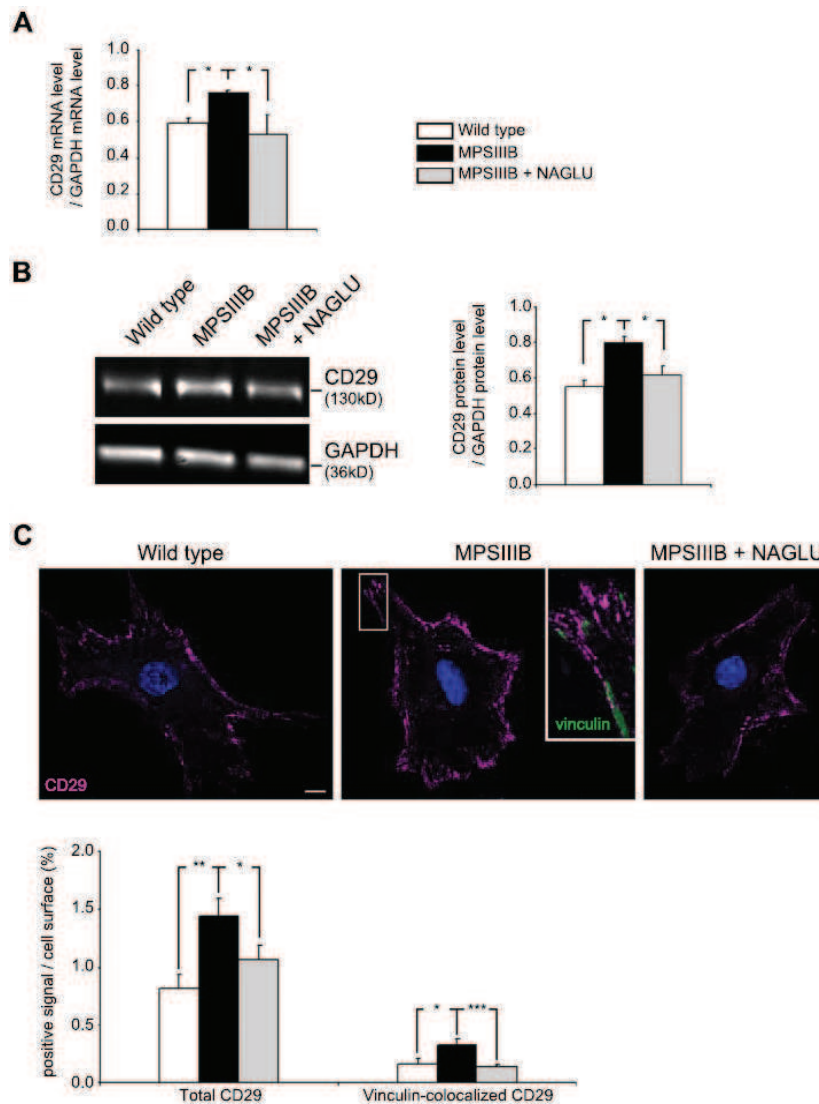 A
CD29 mRNA level
/ GAPDH mRNA level
1.0
0.8
0.6
0.4
0.2
0.0
* *
Wild type
MPSIIIB
MPSIIIB + NAGLU
B
Wild type
MPSIIIB
MPSIIIB
+ NAGLU
CD29
(130kD)
GAPDH
(36kD)
CD29 protein level
/ GAPDH protein level
1.0
0.8
0.6
0.4
0.2
0.0
* *
C
Wild type
MPSIIIB
MPSIIIB + NAGLU
CD29
vinculin
positive signal / cell surface (%)
2.0
1.5
1.0
0.5
0.0
** *
* ***
Total CD29
Vinculin-colocalized CD29